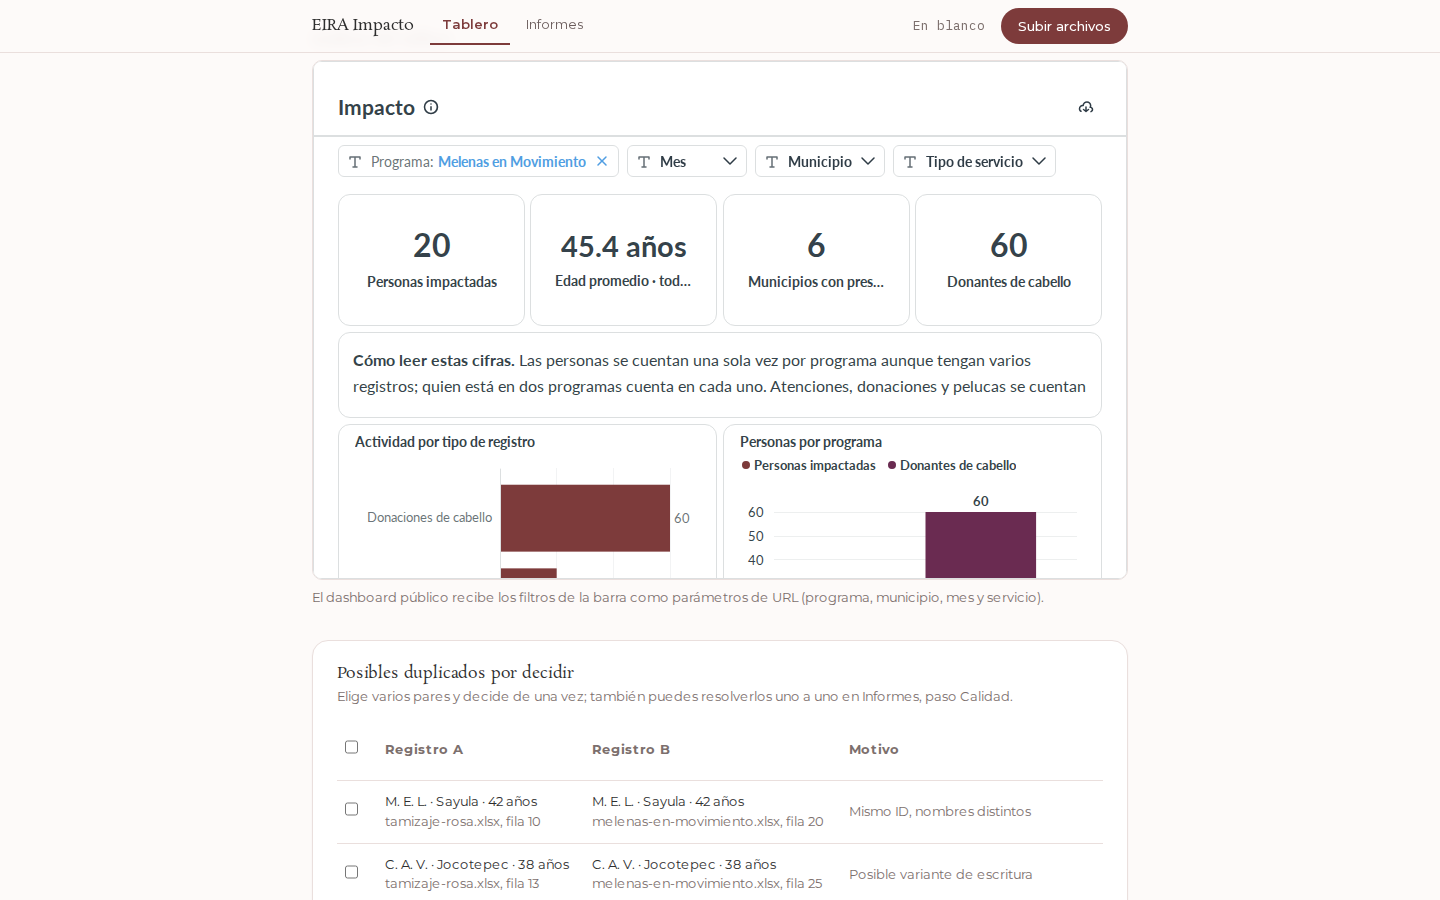 EIRA Impacto
Tablero
Informes
En blanco
Subir archivos
Impacto
Programa: Melenas en Movimiento
Mes
Municipio
Tipo de servicio
20
Personas impactadas
45.4 años
Edad promedio · tod...
6
Municipios con pres...
60
Donantes de cabello
Cómo leer estas cifras. Las personas se cuentan una sola vez por programa aunque tengan varios
registros; quien está en dos programas cuenta en cada uno. Atenciones, donaciones y pelucas se cuentan
Actividad por tipo de registro
Donaciones de cabello
60
Personas por programa
Personas impactadas
Donantes de cabello
60
60
50
40
El dashboard público recibe los filtros de la barra como parámetros de URL (programa, municipio, mes y servicio).
Posibles duplicados por decidir
Elige varios pares y decide de una vez; también puedes resolverlos uno a uno en Informes, paso Calidad.
Registro A
Registro B
Motivo
M. E. L. · Sayula · 42 años
tamizaje-rosa.xlsx, fila 10
M. E. L. · Sayula · 42 años
melenas-en-movimiento.xlsx, fila 20
Mismo ID, nombres distintos
C. A. V. · Jocotepec · 38 años
tamizaje-rosa.xlsx, fila 13
C. A. V. · Jocotepec · 38 años
melenas-en-movimiento.xlsx, fila 25
Posible variante de escritura